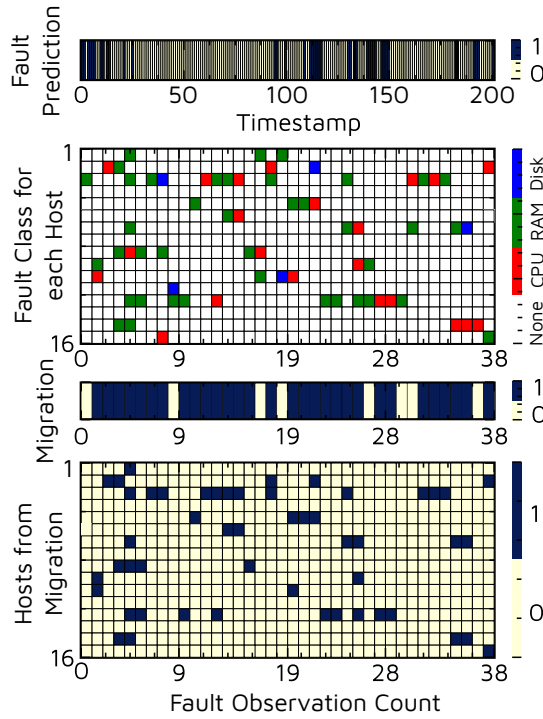 Fault
Prediction
1
0
0 50 100 150 200
Timestamp
Fault Class for
each Host
1
16
0 9 19 28 38
None CPU RAM Disk
Migration
1
0
0 9 19 28 38
Hosts from
Migration
1
16
1
0
0 9 19 28 38
Fault Observation Count